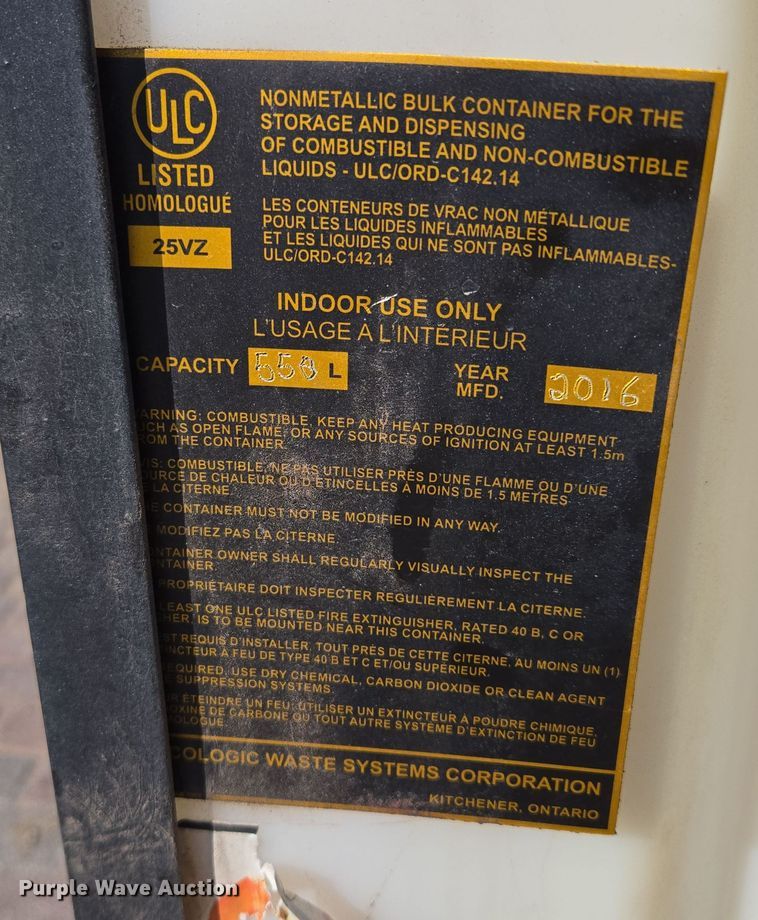 ULC
LISTED
HOMOLOGUÉ
25VZ
NONMETALLIC BULK CONTAINER FOR THE
STORAGE AND DISPENSING
OF COMBUSTIBLE AND NON-COMBUSTIBLE
LIQUIDS - ULC/ORD-C142.14
LES CONTENEURS DE VRAC NON MÉTALLIQUE
POUR LES LIQUIDES INFLAMMABLES
ET LES LIQUIDES QUI NE SONT PAS INFLAMMABLES-
ULC/ORD-C142.14
INDOOR USE ONLY
L'USAGE À L'INTÉRIEUR
CAPACITY 550 L
YEAR
MFD. 2016
ARNING: COMBUSTIBLE, KEEP ANY HEAT PRODUCING EQUIPMENT
UCH AS OPEN FLAME, OR ANY SOURCES OF IGNITION AT LEAST 1.5m
ROM THE CONTAINER.
VIS: COMBUSTIBLE, NE PAS UTILISER PRÈS D'UNE FLAMME OU D'UNE
OURCE DE CHALEUR OU D'ÉTINCELLES À MOINS DE 1.5 METRES
E LA CITERNE.
HE CONTAINER MUST NOT BE MODIFIED IN ANY WAY.
MODIFIEZ PAS LA CITERNE.
NTAINER OWNER SHALL REGULARLY VISUALLY INSPECT THE
NTAINER.
PROPRIÉTAIRE DOIT INSPECTER REGULIÈREMENT LA CITERNE.
LEAST ONE ULC LISTED FIRE EXTINGUISHER, RATED 40 B, C OR
HER, IS TO BE MOUNTED NEAR THIS CONTAINER.
ST REQUIS D'INSTALLER, TOUT PRÈS DE CETTE CITERNE, AU MOINS UN (1)
INCTEUR À FEU DE TYPE 40 B ET C ET/OU SUPÉRIEUR.
REQUIRED, USE DRY CHEMICAL, CARBON DIOXIDE OR CLEAN AGENT
E SUPPRESSION SYSTEMS.
R ÉTEINDRE UN FEU, UTILISER UN EXTINCTEUR A POUDRE CHIMIQUE,
OXINE DE CARBONE OU TOUT AUTRE SYSTÈME D'EXTINCTION DE FEU
MOLOGUÉ
COLOGIC WASTE SYSTEMS CORPORATION
KITCHENER, ONTARIO
Purple Wave Auction